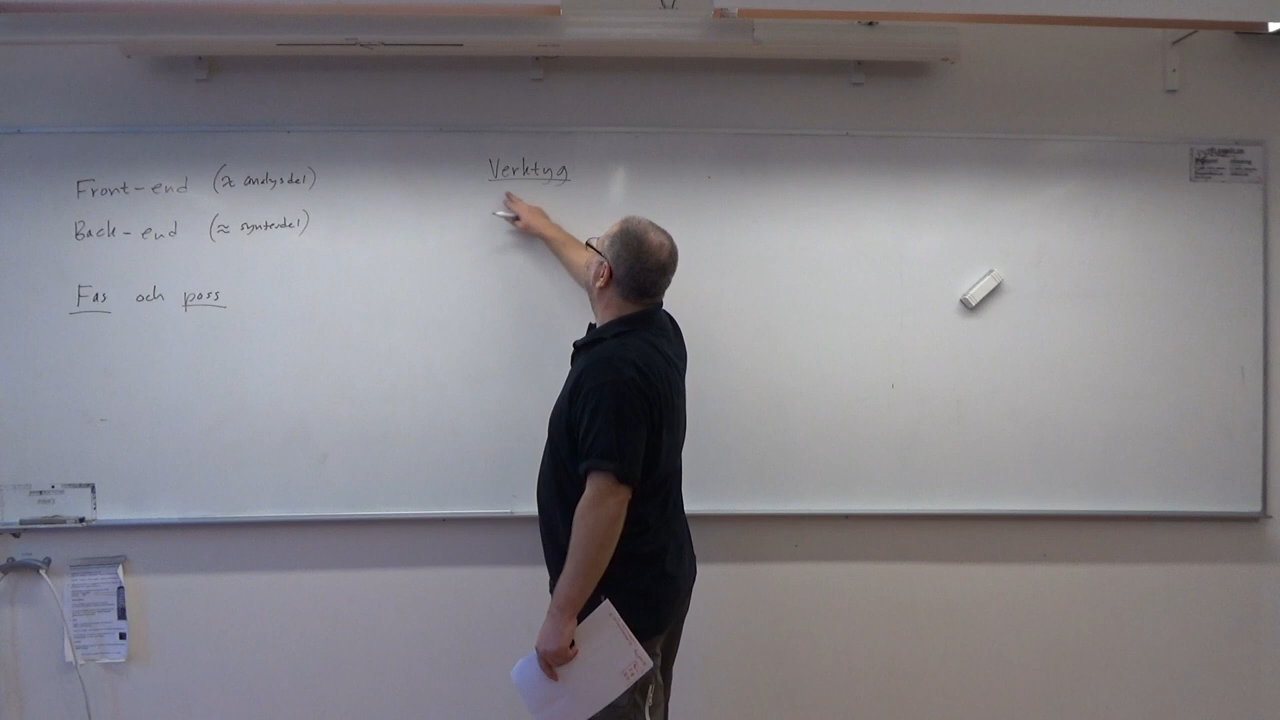 Front-end (≈ analysdel)
Back-end (≈ syntesdel)
Fas och pass
Verktyg